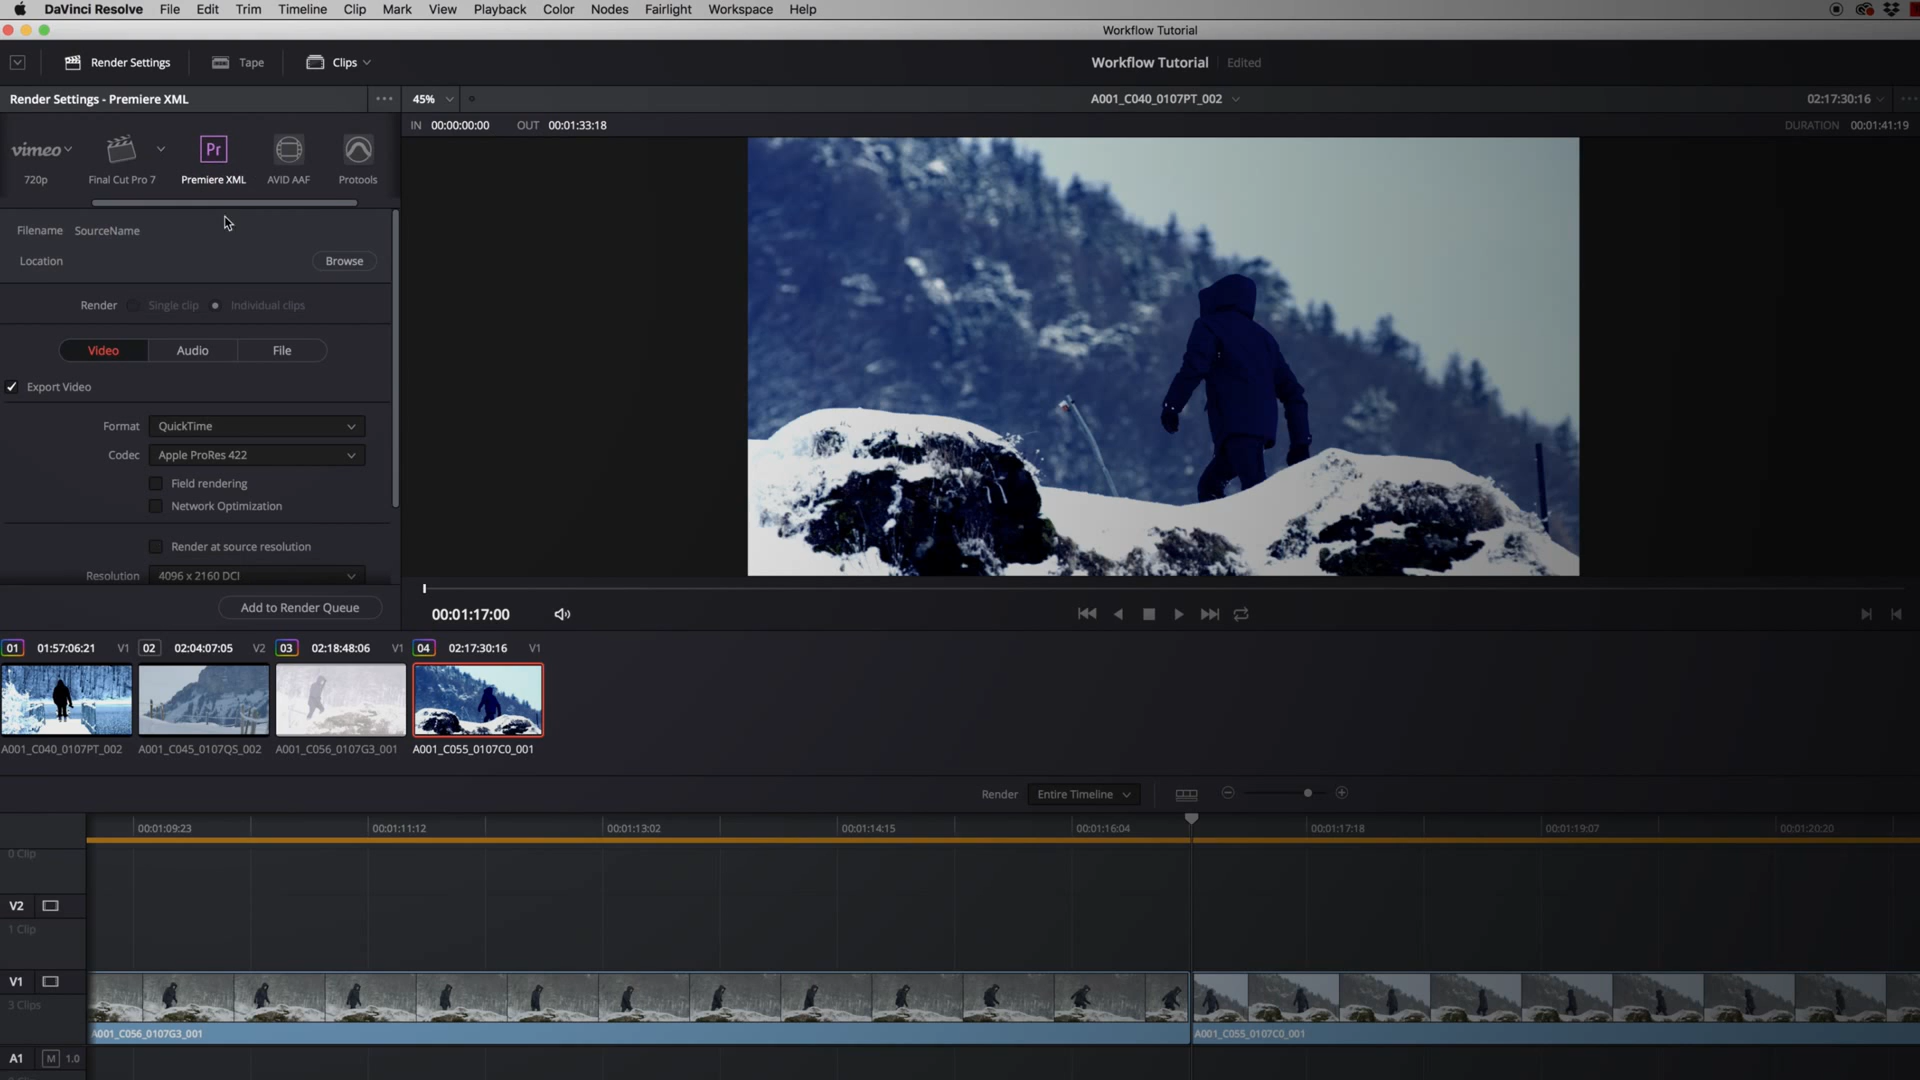 DaVinci Resolve File Edit Trim Timeline Clip Mark View Playback Color Nodes Fairlight Workspace Help
Workflow Tutorial
Render Settings Tape Clips Workflow Tutorial Edited
Render Settings - Premiere XML 45% A001_C040_0107PT_002 02:17:30:16
IN 00:00:00:00 OUT 00:01:33:18 DURATION 00:01:41:19
vimeo Pr
720p Final Cut Pro 7 Premiere XML AVID AAF Protools
Filename SourceName
Location Browse
Render Single clip Individual clips
Video Audio File
Export Video
Format QuickTime
Codec Apple ProRes 422
Field rendering
Network Optimization
Render at source resolution
Resolution 4096 x 2160 DCI
Add to Render Queue 00:01:17:00
01 01:57:06:21 V1 02 02:04:07:05 V2 03 02:18:48:06 V1 04 02:17:30:16 V1
A001_C040_0107PT_002 A001_C045_0107QS_002 A001_C056_0107G3_001 A001_C055_0107C0_001
Render Entire Timeline
00:01:09:23 00:01:11:12 00:01:13:02 00:01:14:15 00:01:16:04 00:01:17:18 00:01:19:07 00:01:20:20
0 Clip
V2
1 Clip
V1
3 Clips
A001_C056_0107G3_001 A001_C055_0107C0_001
A1 M 1.0